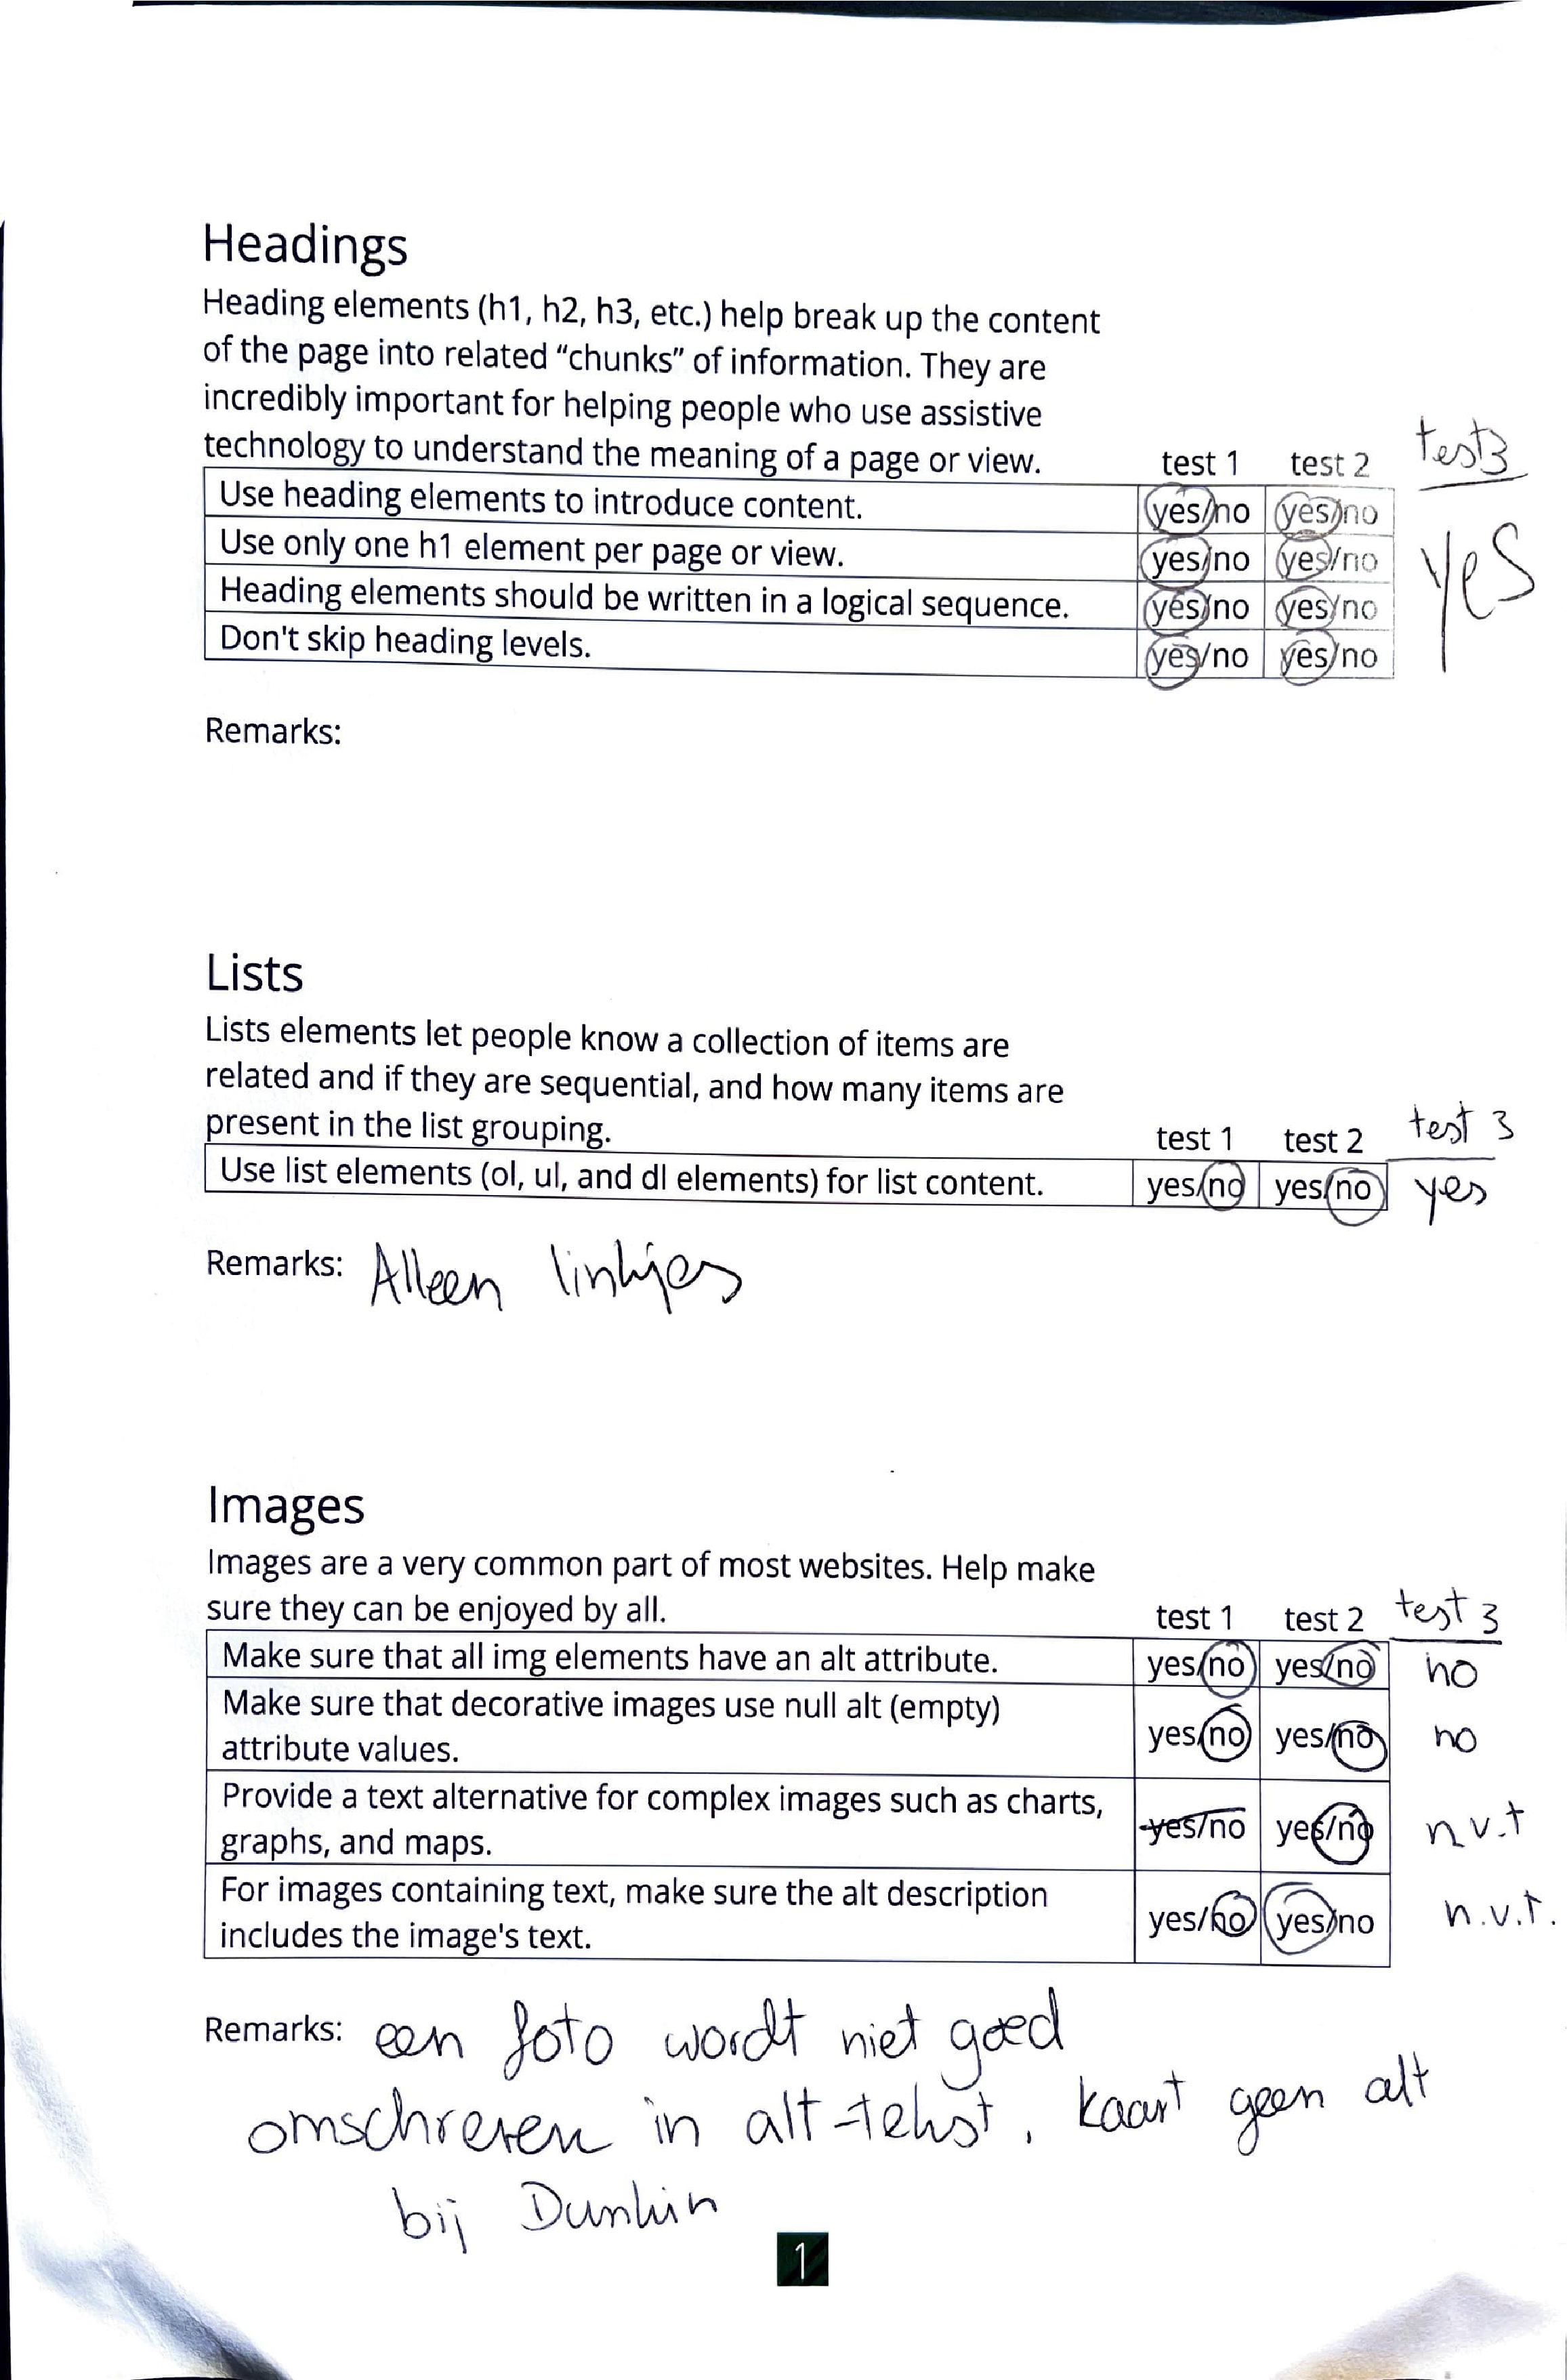 Headings
Heading elements (h1, h2, h3, etc.) help break up the content
of the page into related “chunks” of information. They are
incredibly important for helping people who use assistive
technology to understand the meaning of a page or view. test 1 test 2 test 3
Use heading elements to introduce content. yes/no yes/no
Use only one h1 element per page or view. yes/no yes/no yes
Heading elements should be written in a logical sequence. yes/no yes/no
Don't skip heading levels. yes/no yes/no
Remarks:
Lists
Lists elements let people know a collection of items are
related and if they are sequential, and how many items are
present in the list grouping. test 1 test 2 test 3
Use list elements (ol, ul, and dl elements) for list content. yes/no yes/no yes
Remarks: Alleen linkjes
Images
Images are a very common part of most websites. Help make
sure they can be enjoyed by all. test 1 test 2 test 3
Make sure that all img elements have an alt attribute. yes/no yes/no no
Make sure that decorative images use null alt (empty)
attribute values. yes/no yes/no no
Provide a text alternative for complex images such as charts,
graphs, and maps. yes/no yes/no n.v.t
For images containing text, make sure the alt description
includes the image's text. yes/no yes/no n.v.t.
Remarks: een foto wordt niet goed
omschreven in alt-tekst, kaart geen alt
bij Dunkin
1